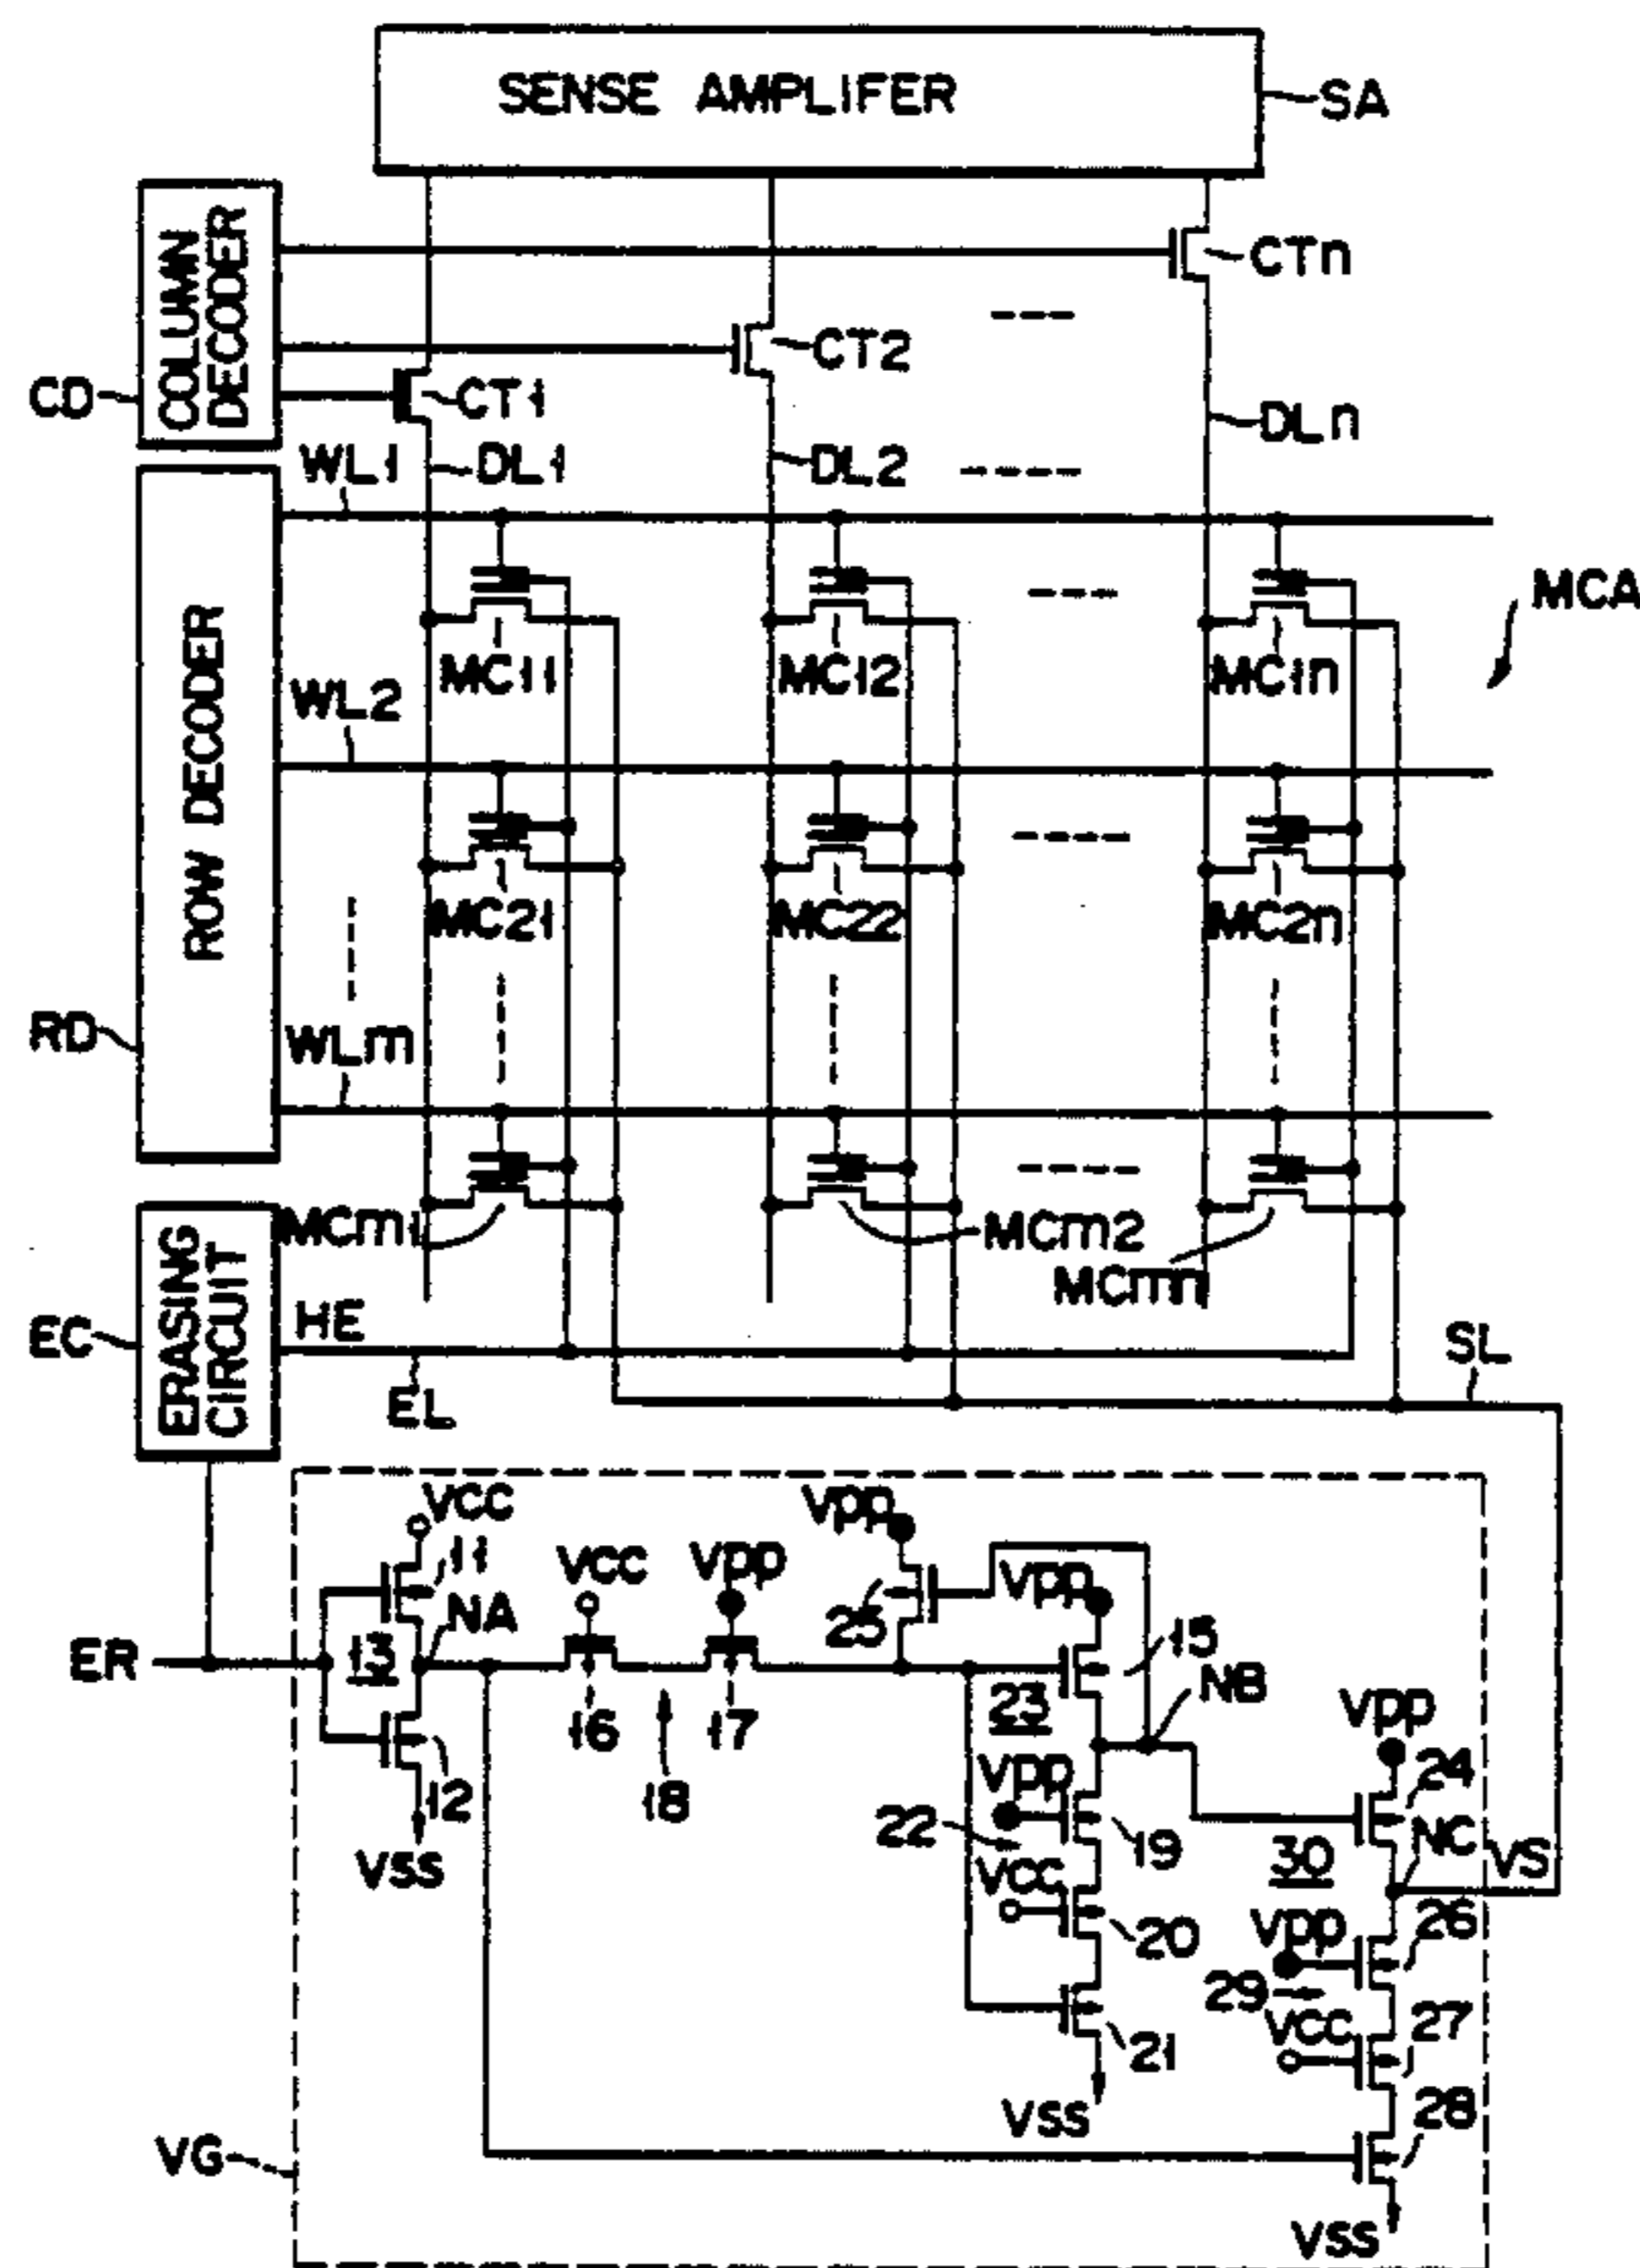 SENSE AMPLIFER
SA
COLUMN
DECODER
CD
CTn
CT2
CT1
DLn
DL1
DL2
WL1
ROW DECODER
RD
MCA
MC11
MC12
MC1n
WL2
MC21
MC22
MC2n
WLm
MCm1
MCm2
MCmn
ERASING
CIRCUIT
EC
HE
EL
SL
VCC
11
VCC
Vpp
Vpp
Vpp
ER
13
NA
25
15
16
18
17
23
NB
12
VSS
Vpp
22
19
VCC
20
21
VSS
Vpp
24
NC
VS
30
26
Vpp
29
VCC
27
28
VSS
VG